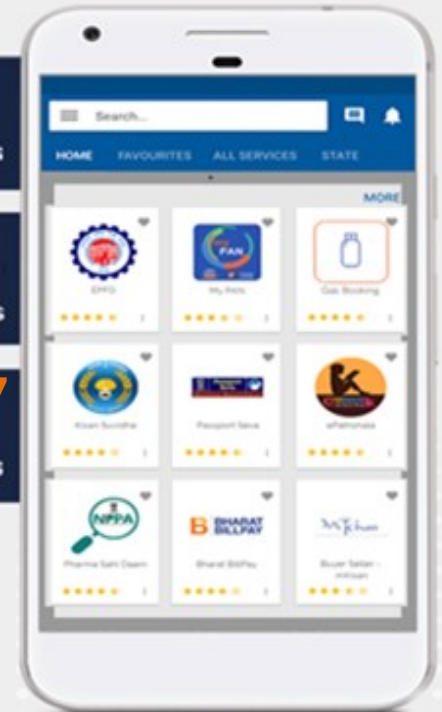 Search...
HOME FAVOURITES ALL SERVICES STATE
MORE
EPFO My PAN Gas Booking
Kisan Suvidha Passport Seva ePathshala
NPPA BHARAT BILLPAY
Pharma Sahi Daam Bharat BillPay Buyer Seller -
mKisan